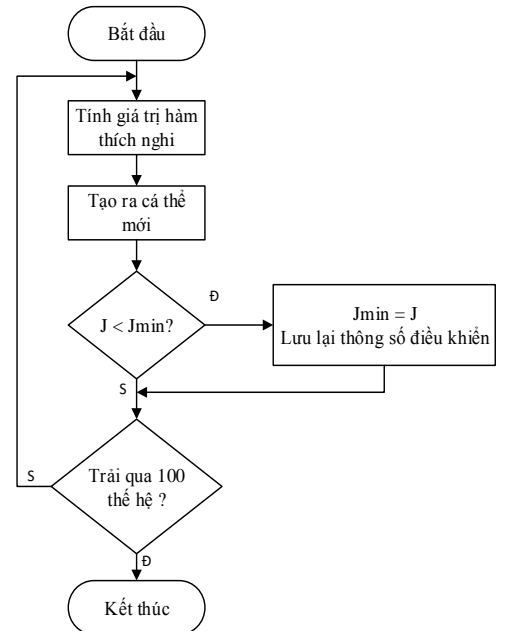 Bắt đầu
Tính giá trị hàm
thích nghi
Tạo ra cá thể
mới
J < Jmin?
Đ
Jmin = J
Lưu lại thông số điều khiển
S
Trải qua 100
thế hệ ?
S
Đ
Kết thúc